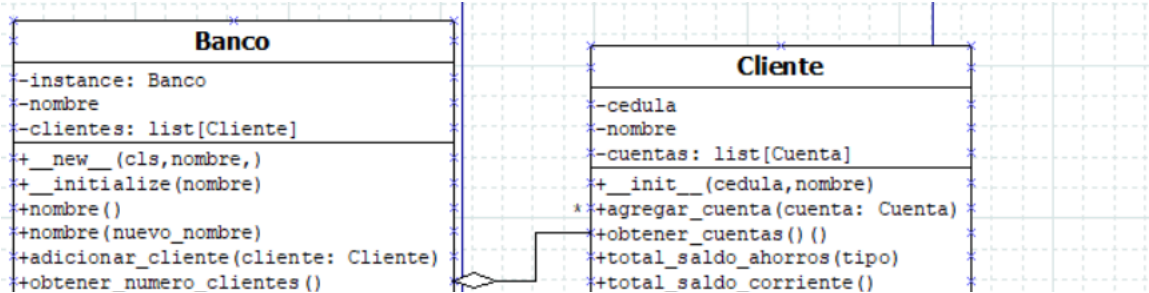 Banco
-instance: Banco
-nombre
-clientes: list[Cliente]
+__new__(cls,nombre,)
+__initialize(nombre)
+nombre()
+nombre(nuevo_nombre)
+adicionar_cliente(cliente: Cliente)
+obtener_numero_clientes()
Cliente
-cedula
-nombre
-cuentas: list[Cuenta]
+__init__(cedula,nombre)
*
+agregar_cuenta(cuenta: Cuenta)
+obtener_cuentas()()
+total_saldo_ahorros(tipo)
+total_saldo_corriente()